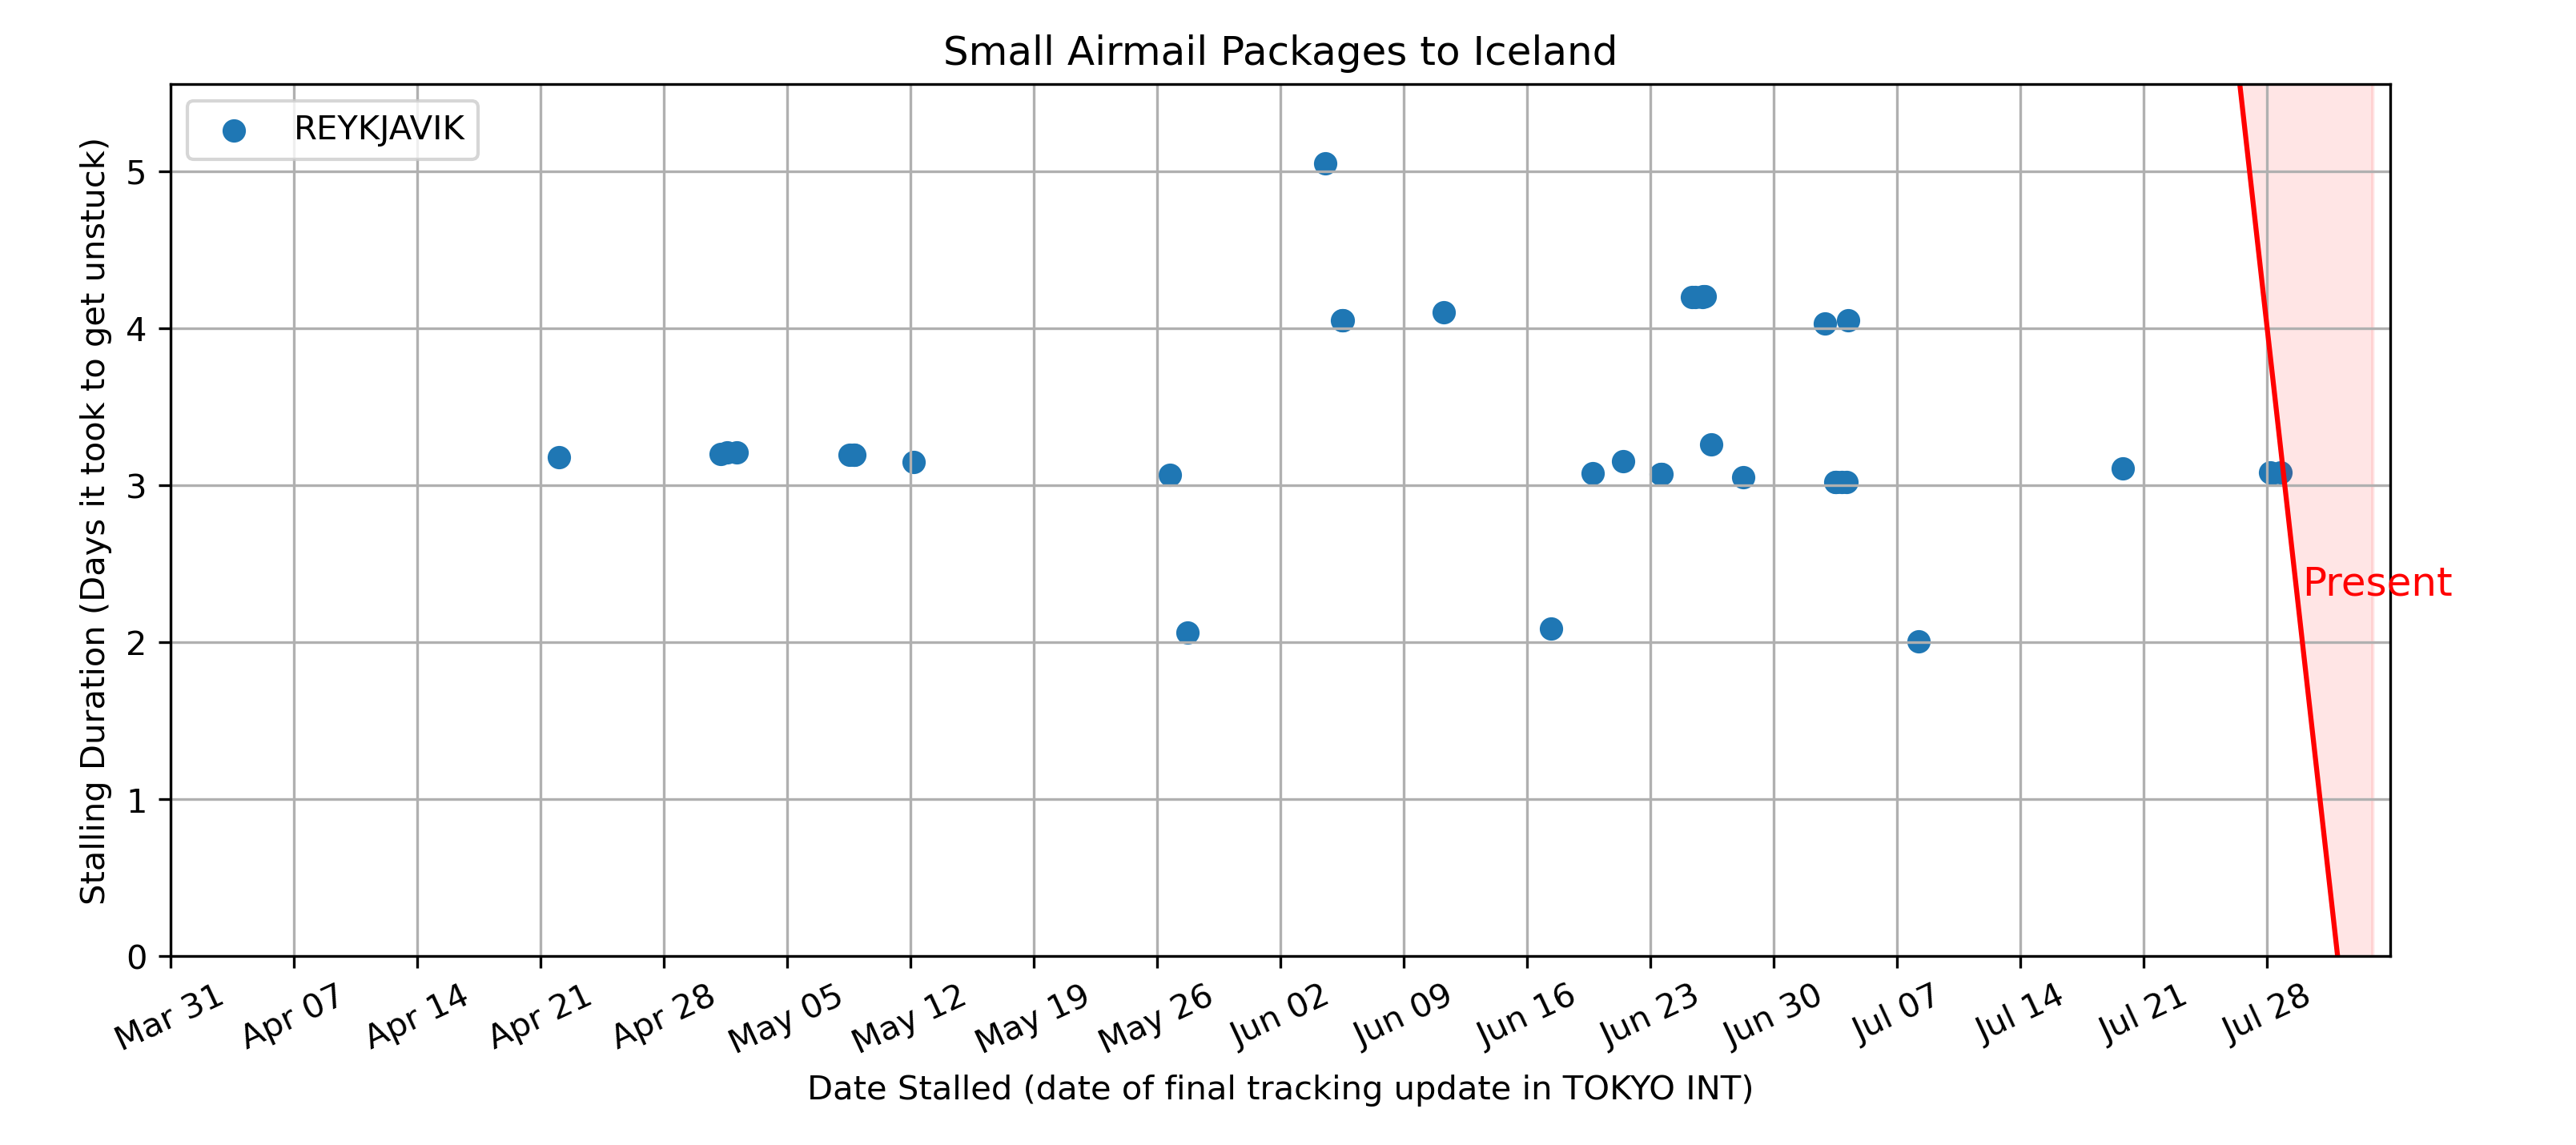 Small Airmail Packages to Iceland
REYKJAVIK
Stalling Duration (Days it took to get unstuck)
5
4
3
2
1
0
Present
Mar 31 Apr 07 Apr 14 Apr 21 Apr 28 May 05 May 12 May 19 May 26 Jun 02 Jun 09 Jun 16 Jun 23 Jun 30 Jul 07 Jul 14 Jul 21 Jul 28
Date Stalled (date of final tracking update in TOKYO INT)